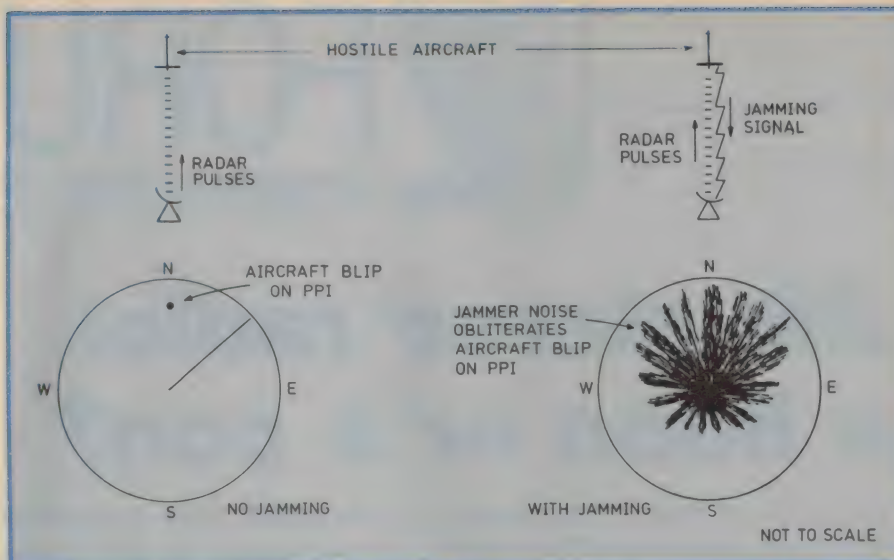 HOSTILE AIRCRAFT
RADAR
PULSES
RADAR
PULSES
JAMMING
SIGNAL
N
AIRCRAFT BLIP
ON PPI
W
E
S
NO JAMMING
N
JAMMER NOISE
OBLITERATES
AIRCRAFT BLIP
ON PPI
W
E
S
WITH JAMMING
NOT TO SCALE